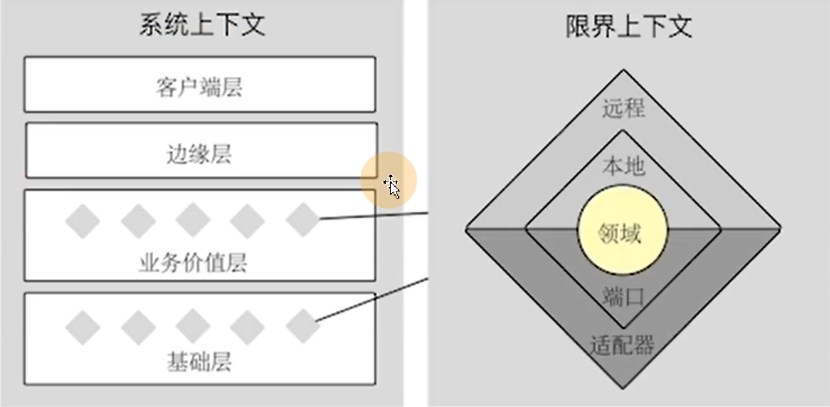 系统上下文
客户端层
边缘层
业务价值层
基础层
限界上下文
远程
本地
领域
端口
适配器